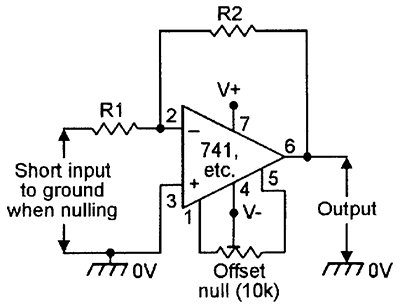 R2
R1
V+
2
7
–
741,
etc.
6
Short input
to ground
when nulling
+
3
4
5
1
V-
Output
0V
Offset
null (10k)
0V